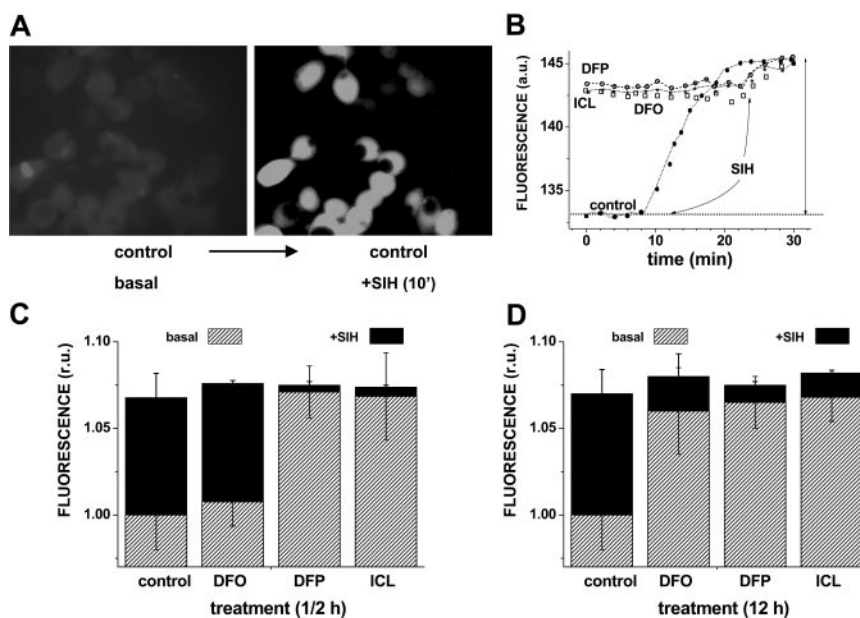 A
control
basal
control
+SIH (10')
B
FLUORESCENCE (a.u.)
145
142
133
DFP
ICL
DFO
SIH
control
0
10
20
30
time (min)
C
FLUORESCENCE (r.u.)
1.10
1.05
1.00
basal
+SIH
control
DFO
DFP
ICL
treatment (1/2 h)
D
FLUORESCENCE (r.u.)
1.10
1.05
1.00
basal
+SIH
control
DFO
DFP
ICL
treatment (12 h)